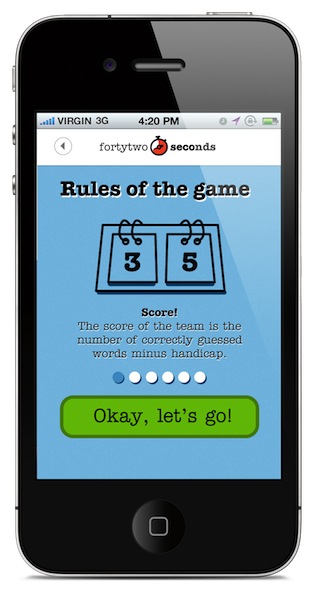 VIRGIN 3G 4:20 PM
fortytwo seconds
Rules of the game
3 5
Score!
The score of the team is the
number of correctly guessed
words minus handicap.
Okay, let's go!